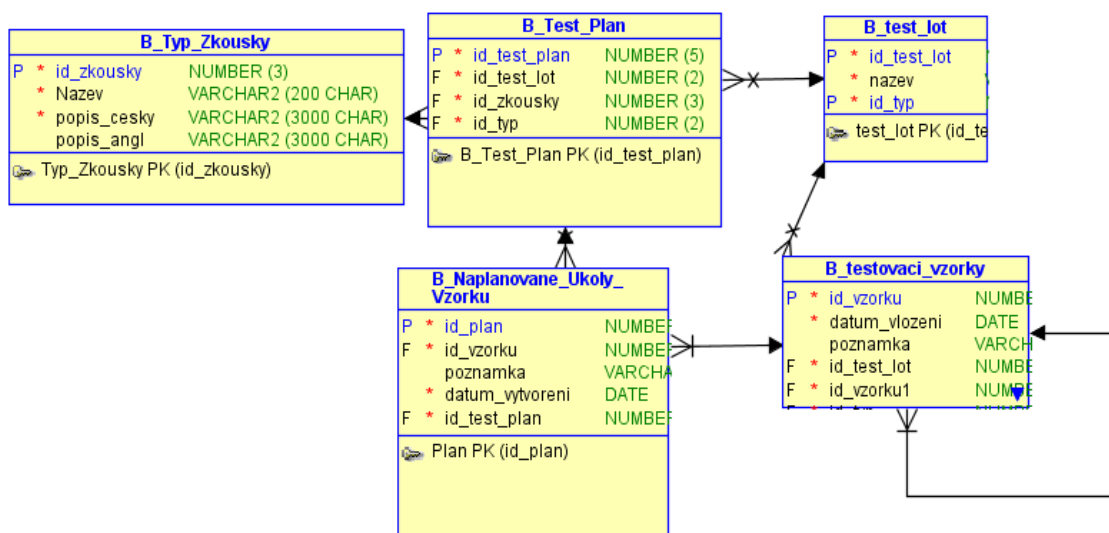 B_Typ_Zkousky
P * id_zkousky NUMBER (3)
* Nazev VARCHAR2 (200 CHAR)
* popis_cesky VARCHAR2 (3000 CHAR)
popis_angl VARCHAR2 (3000 CHAR)
Typ_Zkousky PK (id_zkousky)
B_Test_Plan
P * id_test_plan NUMBER (5)
F * id_test_lot NUMBER (2)
F * id_zkousky NUMBER (3)
F * id_typ NUMBER (2)
B_Test_Plan PK (id_test_plan)
B_test_lot
P * id_test_lot
* nazev
P * id_typ
test_lot PK (id_te
B_Naplanovane_Ukoly_
Vzorku
P * id_plan NUMBER
F * id_vzorku NUMBER
poznamka VARCHA
* datum_vytvoreni DATE
F * id_test_plan NUMBER
Plan PK (id_plan)
B_testovaci_vzorky
P * id_vzorku NUMBE
* datum_vlozeni DATE
poznamka VARCH
F * id_test_lot NUMBE
F * id_vzorku1 NUMBE